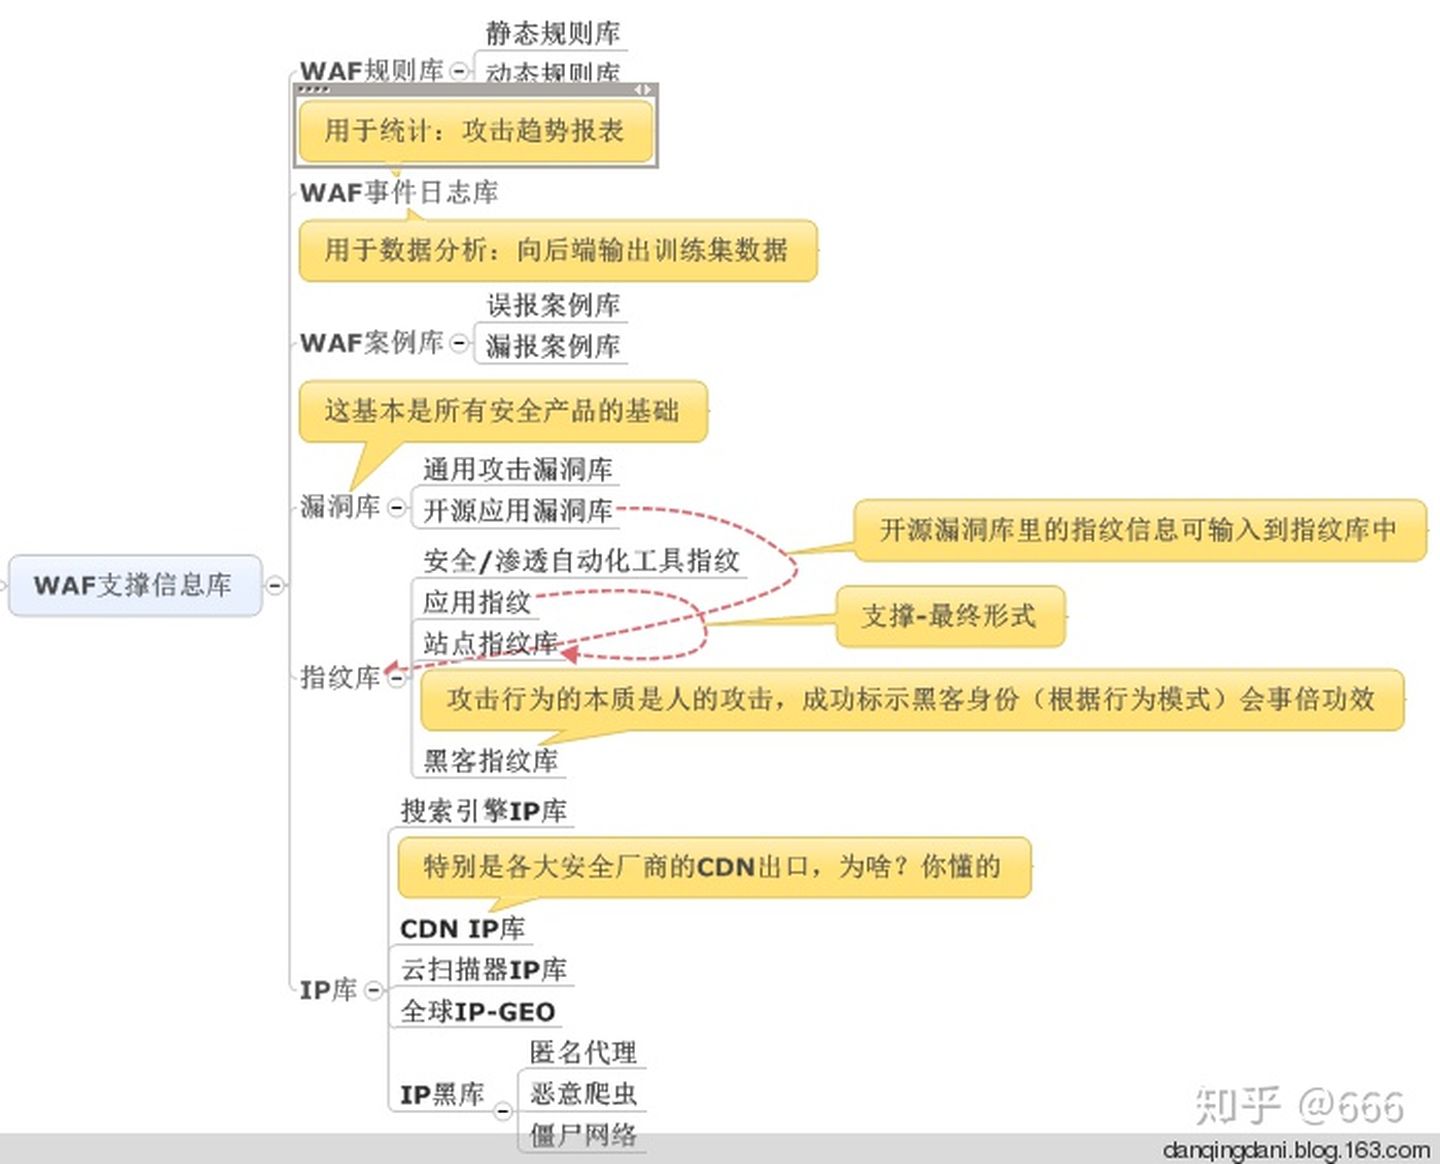 静态规则库
WAF规则库
动态规则库
用于统计：攻击趋势报表
WAF事件日志库
用于数据分析：向后端输出训练集数据
误报案例库
WAF案例库
漏报案例库
这基本是所有安全产品的基础
通用攻击漏洞库
漏洞库
开源应用漏洞库
开源漏洞库里的指纹信息可输入到指纹库中
安全/渗透自动化工具指纹
WAF支撑信息库
应用指纹
支撑-最终形式
站点指纹库
指纹库
攻击行为的本质是人的攻击，成功标示黑客身份（根据行为模式）会事倍功效
黑客指纹库
搜索引擎IP库
特别是各大安全厂商的CDN出口，为啥？你懂的
CDN IP库
云扫描器IP库
IP库
全球IP-GEO
匿名代理
IP黑库
恶意爬虫
僵尸网络
知乎 @666
danqingdani.blog.163.com